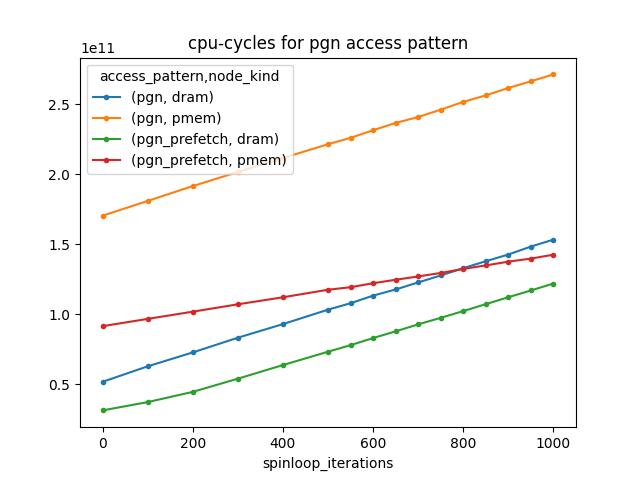 cpu-cycles for pgn access pattern
1e11
access_pattern,node_kind
(pgn, dram)
(pgn, pmem)
(pgn_prefetch, dram)
(pgn_prefetch, pmem)
2.5
2.0
1.5
1.0
0.5
0 200 400 600 800 1000
spinloop_iterations